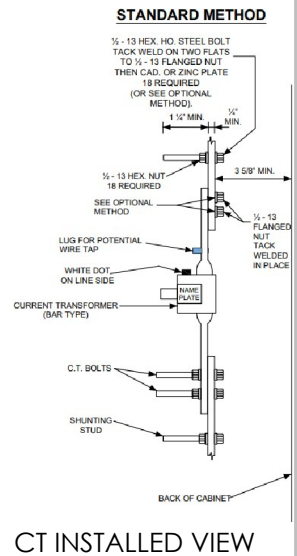 STANDARD METHOD
½ - 13 HEX. HO. STEEL BOLT
TACK WELD ON TWO FLATS
TO ½ - 13 FLANGED NUT
THEN CAD. OR ZINC PLATE
18 REQUIRED
(OR SEE OPTIONAL
METHOD).
1 ¼" MIN.
¼"
MIN.
3 5/8" MIN.
½ - 13 HEX. NUT
18 REQUIRED
SEE OPTIONAL
METHOD
½ - 13
FLANGED
NUT
TACK
WELDED
IN PLACE
LUG FOR POTENTIAL
WIRE TAP
WHITE DOT
ON LINE SIDE
NAME
PLATE
CURRENT TRANSFORMER
(BAR TYPE)
C.T. BOLTS
SHUNTING
STUD
BACK OF CABINET
CT INSTALLED VIEW